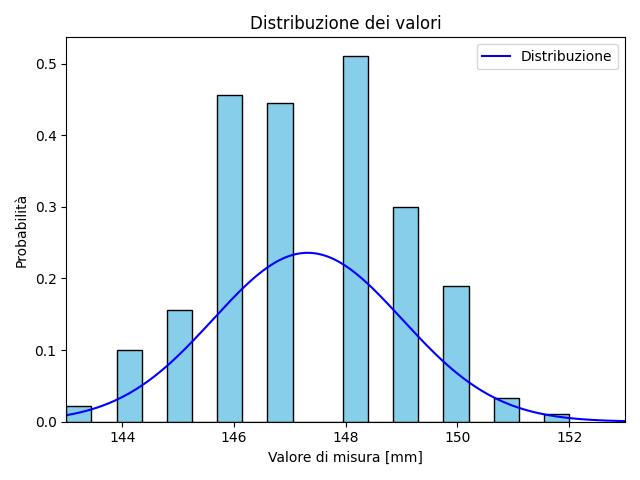 Distribuzione dei valori
Distribuzione
Probabilità
0.5
0.4
0.3
0.2
0.1
0.0
144 146 148 150 152
Valore di misura [mm]